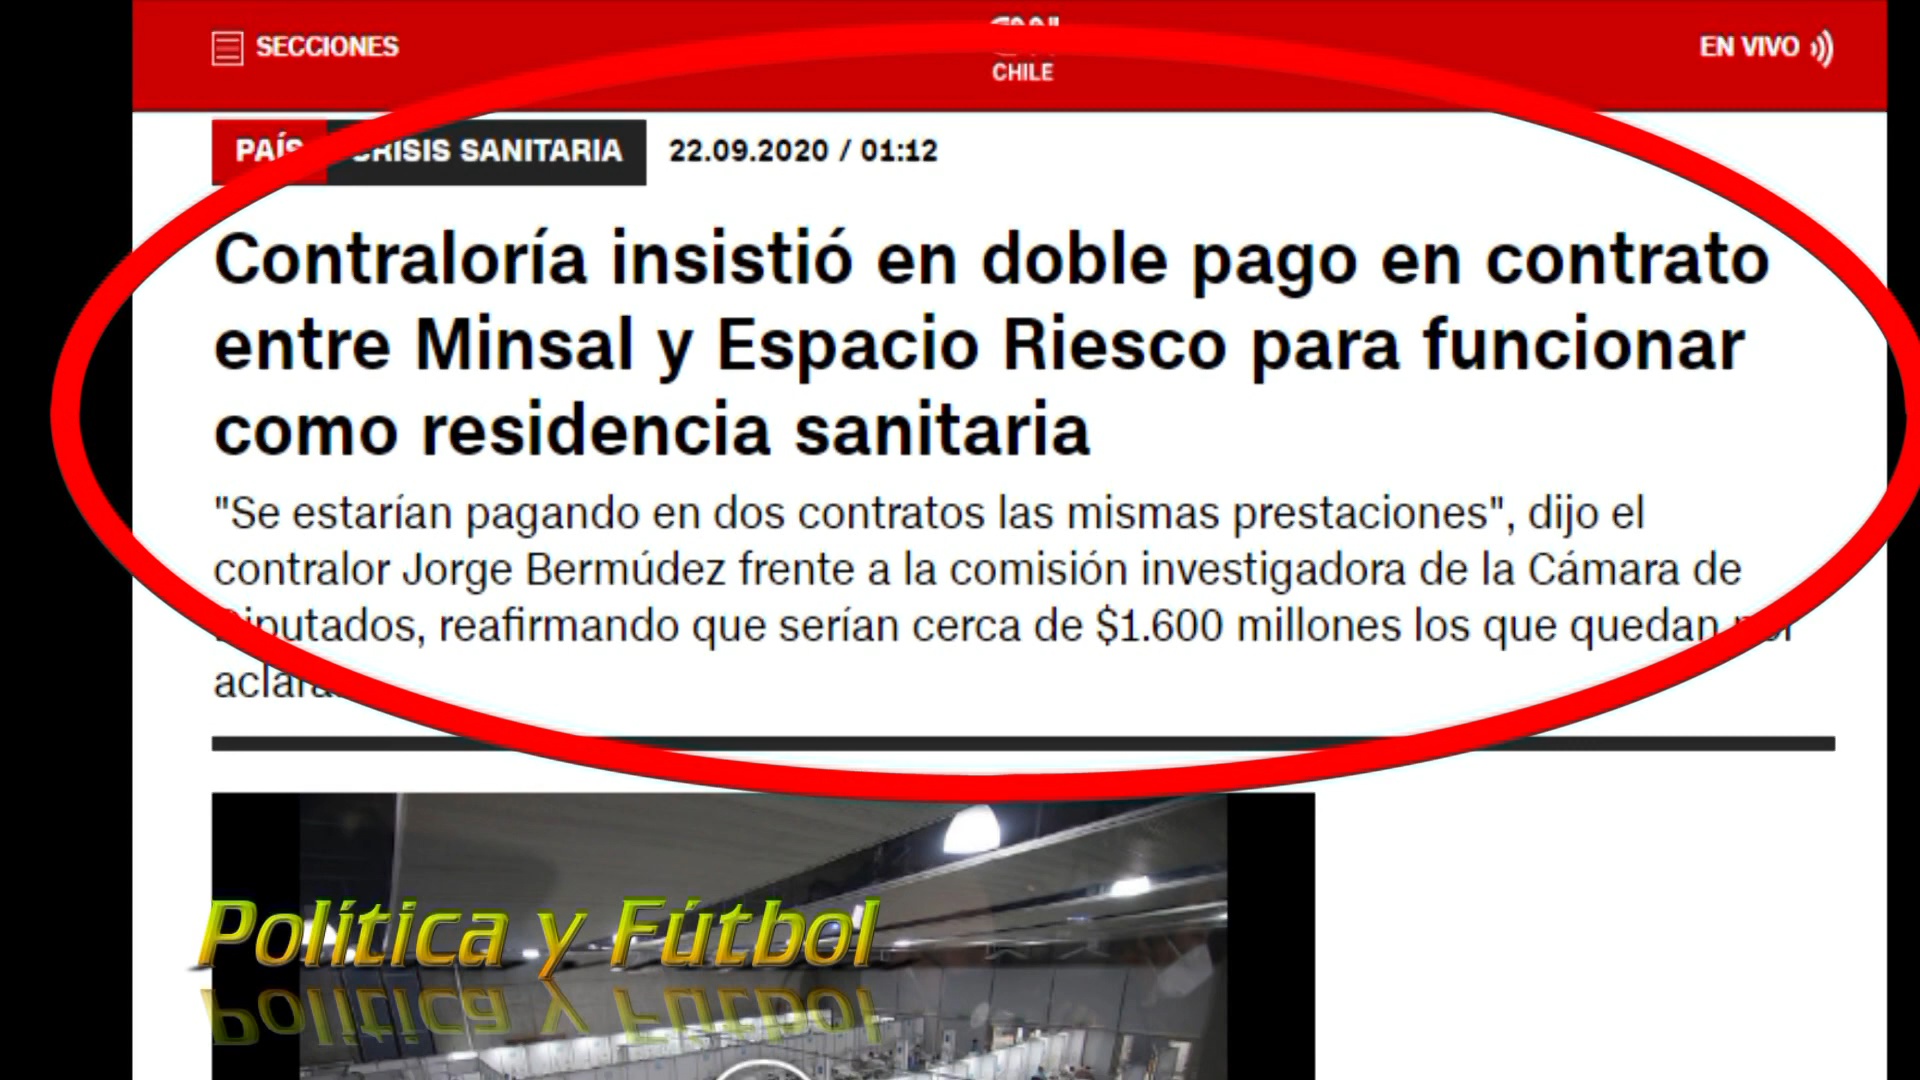 SECCIONES
CHILE
EN VIVO
PAÍS
CRISIS SANITARIA
22.09.2020 / 01:12
Contraloría insistió en doble pago en contrato
entre Minsal y Espacio Riesco para funcionar
como residencia sanitaria
"Se estarían pagando en dos contratos las mismas prestaciones", dijo el
contralor Jorge Bermúdez frente a la comisión investigadora de la Cámara de
Diputados, reafirmando que serían cerca de $1.600 millones los que quedan por
Política y Fútbol